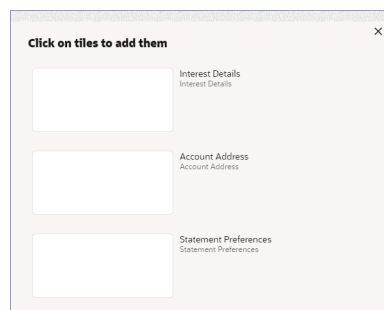 Click on tiles to add them
Interest Details
Interest Details
Account Address
Account Address
Statement Preferences
Statement Preferences